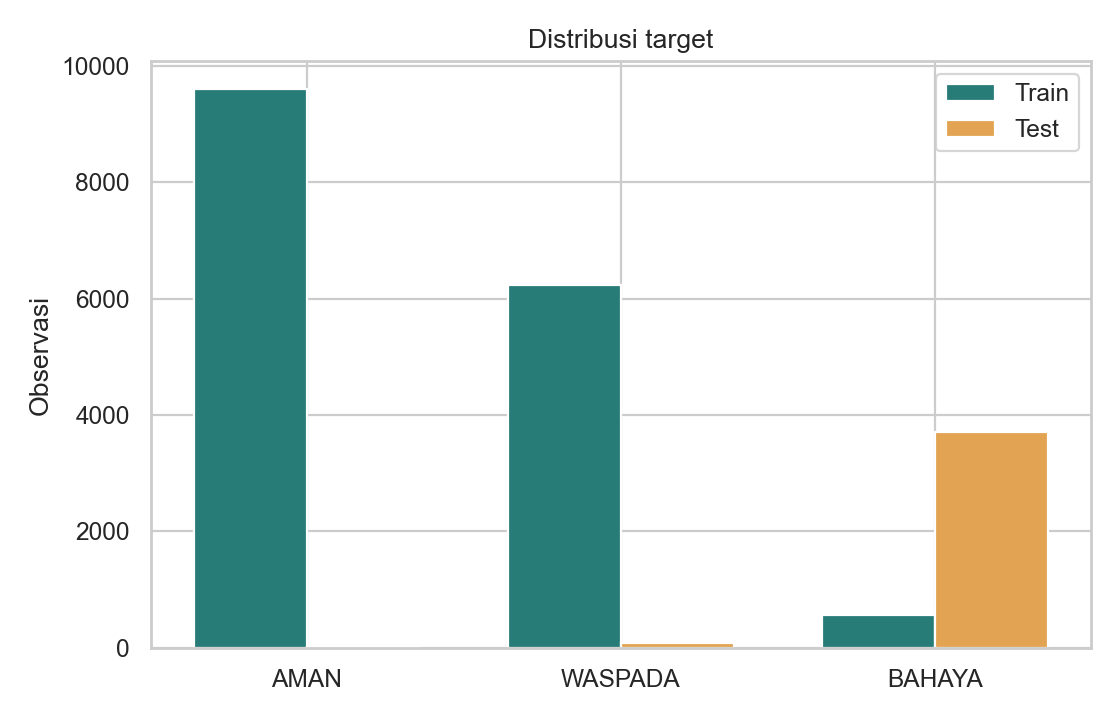 Distribusi target
10000
8000
6000
4000
2000
0
Observasi
Train
Test
AMAN
WASPADA
BAHAYA